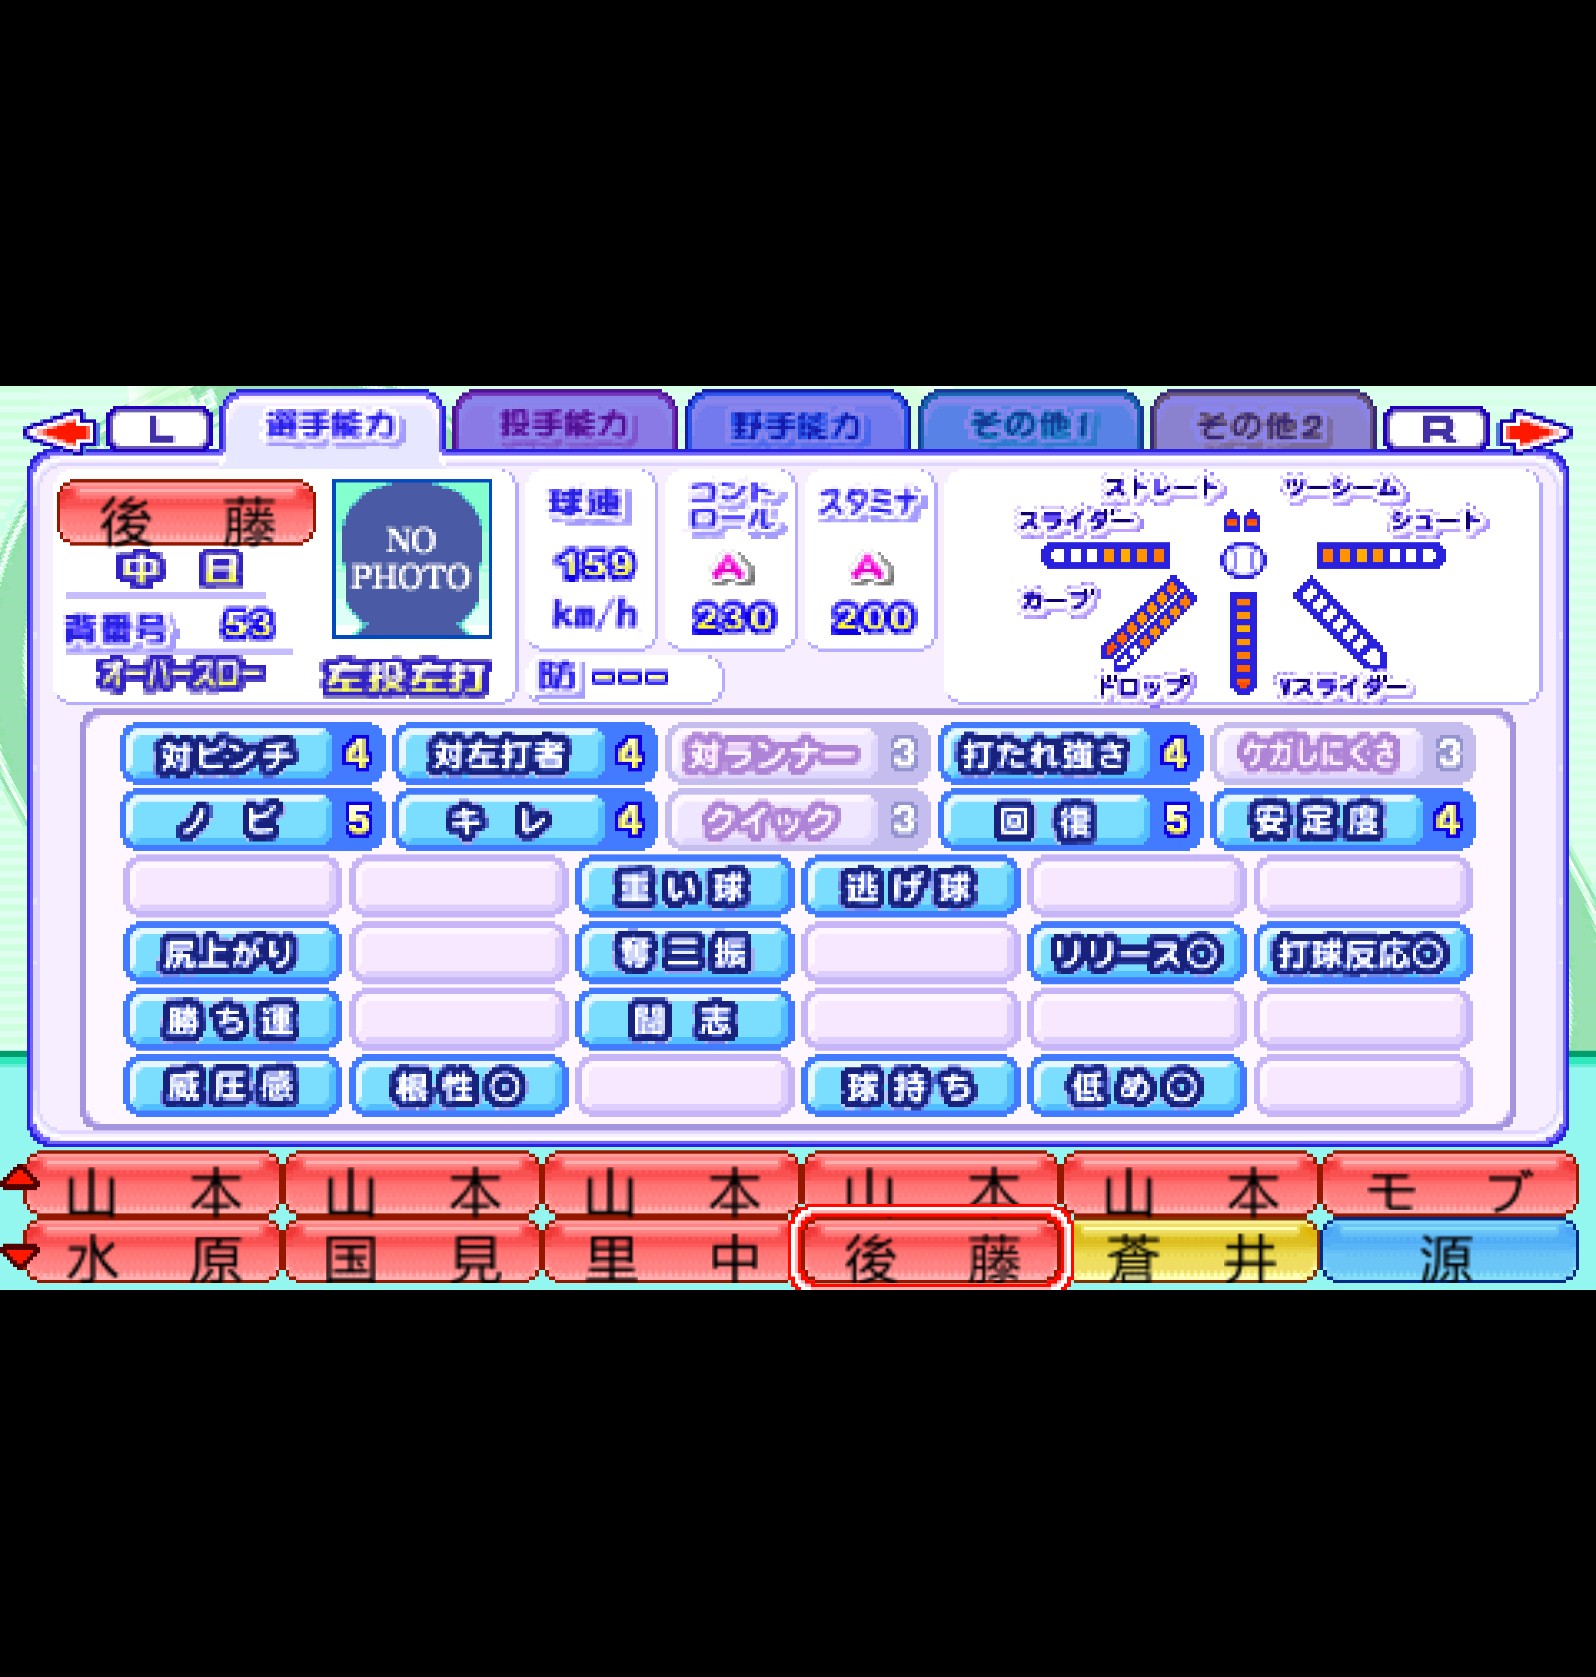 L 選手能力 投手能力 野手能力 その他1 その他2 R
後 藤
中 日
背番号 53
オーバースロー 左投左打
NO
PHOTO
球速 コントロール スタミナ
159 A A
km/h 230 200
防 ---
ストレート ツーシーム
スライダー シュート
カーブ
ドロップ Vスライダー
対ピンチ 4 対左打者 4 対ランナー 3 打たれ強さ 4 ケガしにくさ 3
ノビ 5 キレ 4 クイック 3 回復 5 安定度 4
重い球 逃げ球
尻上がり 奪三振 リリース◎ 打球反応◎
勝ち運 闘志
威圧感 根性◎ 球持ち 低め◎
山 本 山 本 山 本 山 本 山 本 モ ブ
水 原 国 見 里 中 後 藤 蒼 井 源